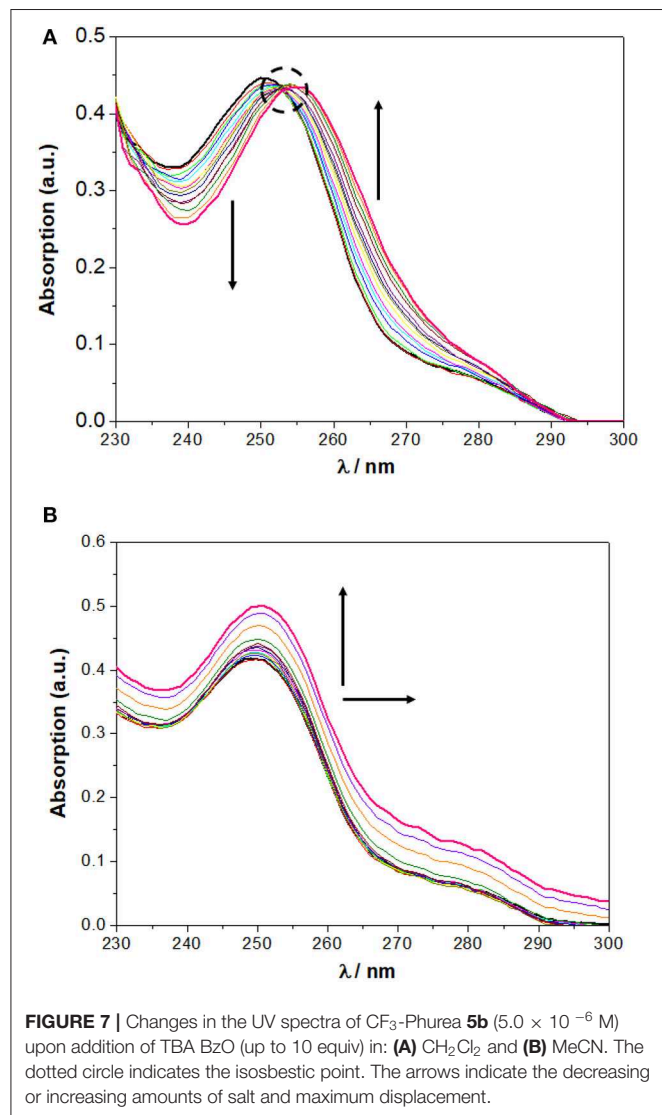 A
0.5
0.4
0.3
0.2
0.1
0.0
Absorption (a.u.)
230 240 250 260 270 280 290 300
λ / nm
B
0.6
0.5
0.4
0.3
0.2
0.1
0.0
Absorption (a.u.)
230 240 250 260 270 280 290 300
λ / nm
FIGURE 7 | Changes in the UV spectra of CF₃-Phurea 5b (5.0 × 10 ⁻⁶ M)
upon addition of TBA BzO (up to 10 equiv) in: (A) CH₂Cl₂ and (B) MeCN. The
dotted circle indicates the isosbestic point. The arrows indicate the decreasing
or increasing amounts of salt and maximum displacement.